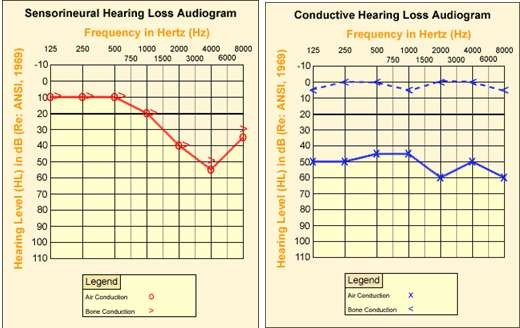 Sensorineural Hearing Loss Audiogram
Frequency in Hertz (Hz)
125 250 500 1000 2000 4000 8000
750 1500 3000 6000
Hearing Level (HL) in dB (Re: ANSI, 1969)
-10
0
10
20
30
40
50
60
70
80
90
100
110
Legend
Air Conduction O
Bone Conduction >
Conductive Hearing Loss Audiogram
Frequency in Hertz (Hz)
125 250 500 1000 2000 4000 8000
750 1500 3000 6000
Hearing Level (HL) in dB (Re: ANSI, 1969)
-10
0
10
20
30
40
50
60
70
80
90
100
110
Legend
Air Conduction X
Bone Conduction <